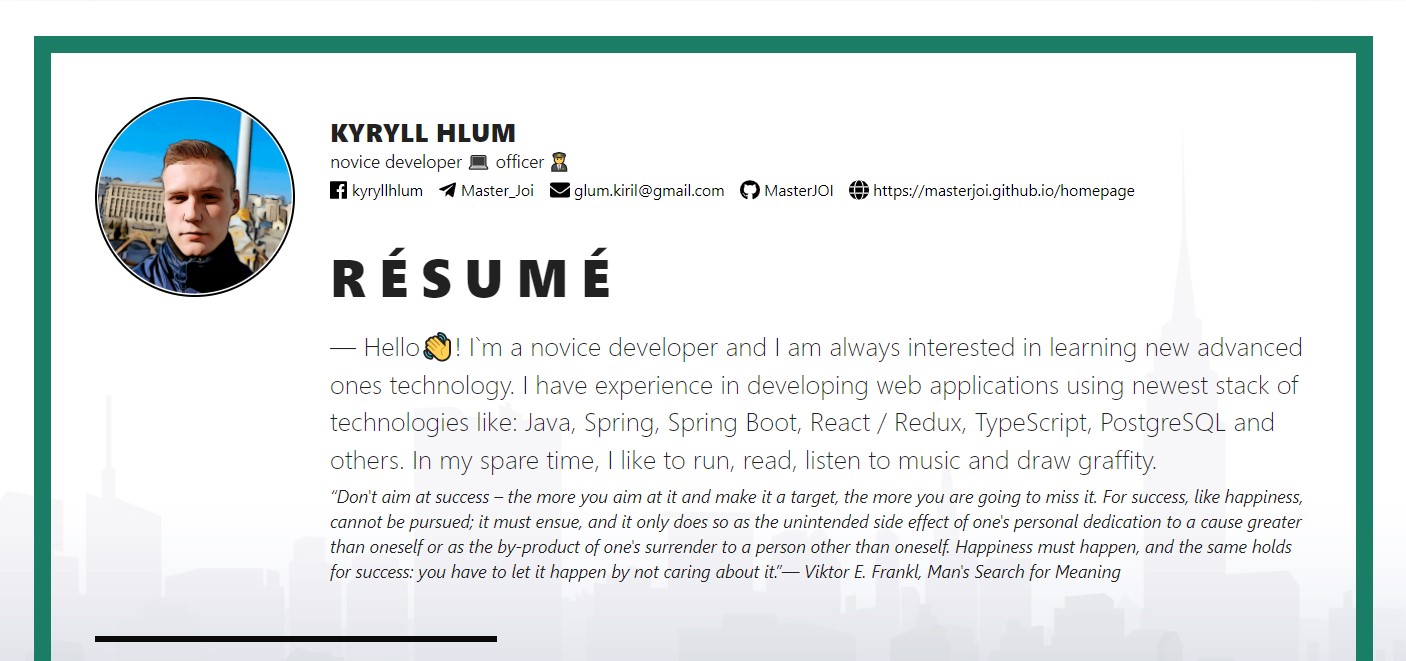 KYRYLL HLUM
novice developer 💻 officer 👮
kyryllhlum Master_Joi glum.kiril@gmail.com MasterJOI https://masterjoi.github.io/homepage
RÉSUMÉ
— Hello👋! I`m a novice developer and I am always interested in learning new advanced
ones technology. I have experience in developing web applications using newest stack of
technologies like: Java, Spring, Spring Boot, React / Redux, TypeScript, PostgreSQL and
others. In my spare time, I like to run, read, listen to music and draw graffity.
“Don't aim at success – the more you aim at it and make it a target, the more you are going to miss it. For success, like happiness,
cannot be pursued; it must ensue, and it only does so as the unintended side effect of one's personal dedication to a cause greater
than oneself or as the by-product of one's surrender to a person other than oneself. Happiness must happen, and the same holds
for success: you have to let it happen by not caring about it.”— Viktor E. Frankl, Man's Search for Meaning